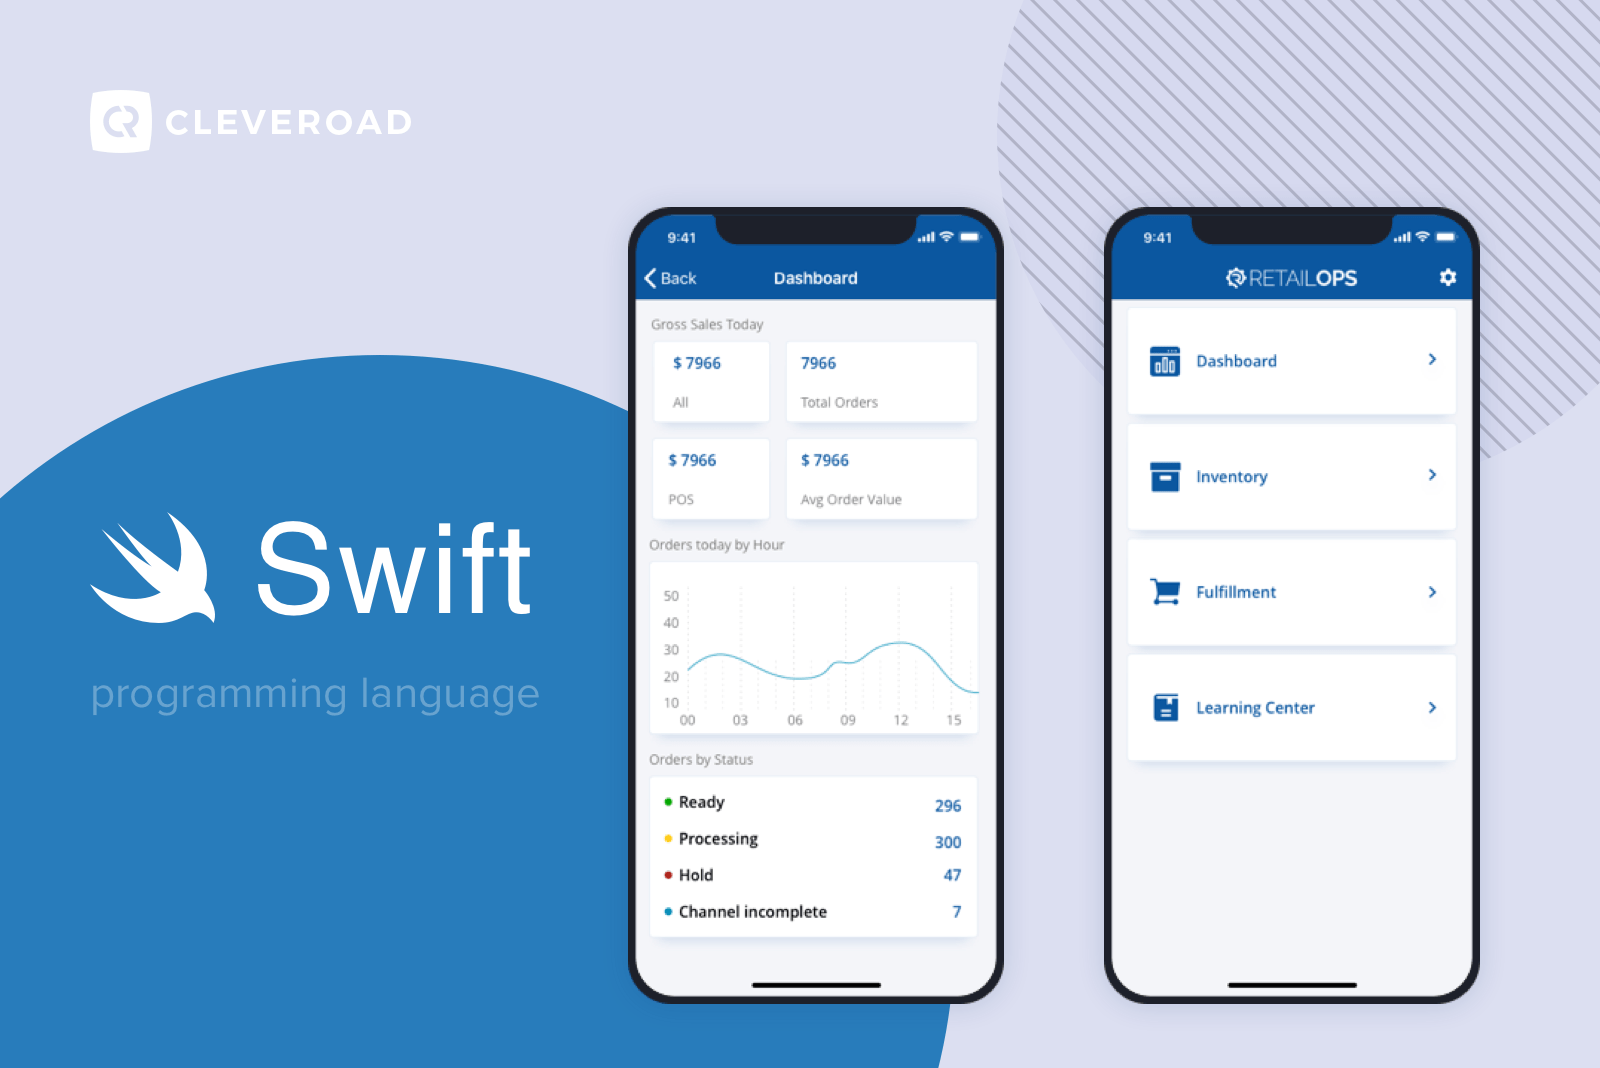 CLEVEROAD
Swift
programming language
9:41
Back
Dashboard
Gross Sales Today
$ 7966
All
7966
Total Orders
$ 7966
POS
$ 7966
Avg Order Value
Orders today by Hour
50
40
30
20
10
00 03 06 09 12 15
Orders by Status
Ready 296
Processing 300
Hold 47
Channel incomplete 7
9:41
RETAILOPS
Dashboard
Inventory
Fulfillment
Learning Center